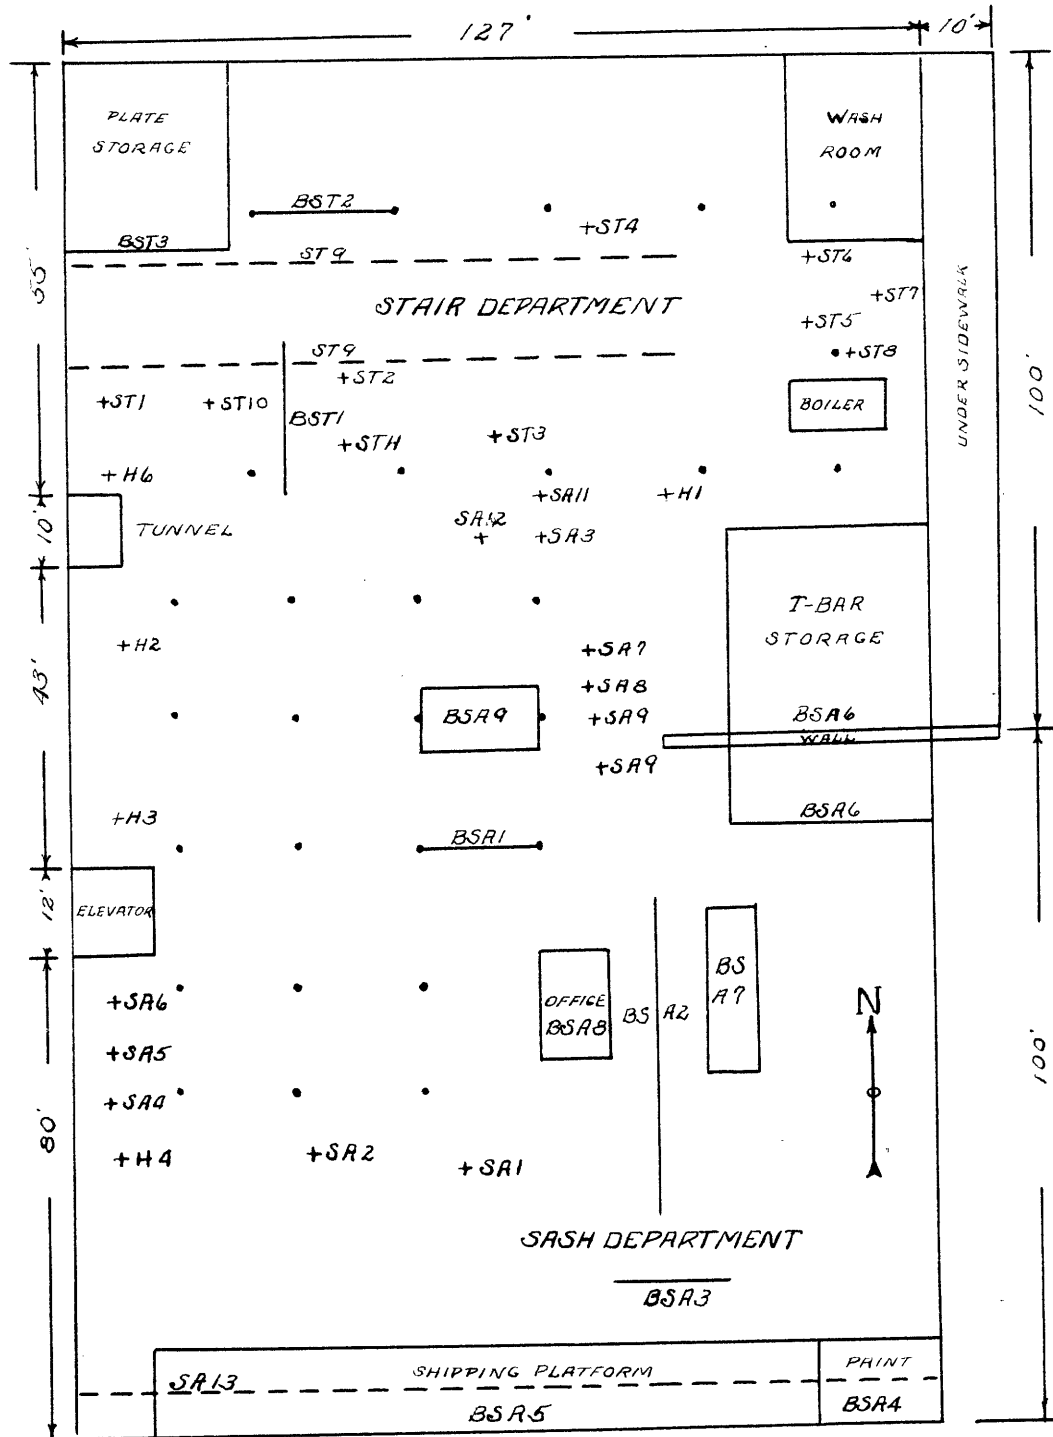 127'
10'
PLATE
STORAGE
WASH
ROOM
BST2
+ST4
BST3
ST9
+ST6
55'
STAIR DEPARTMENT
+ST7
+ST5
UNDER SIDEWALK
100'
ST9
+ST8
+ST2
+ST1
+ST10
BST1
BOILER
+ST3
+STH
+H6
+SA11
+H1
10'
TUNNEL
SA12
+
+SA3
T-BAR
STORAGE
43'
+H2
+SA7
+SA8
BSA9
+SA9
BSA6
WALL
+SA9
+H3
BSA1
BSA6
12'
ELEVATOR
BS
A7
OFFICE
BSA8
BS A2
N
+SA6
+SA5
+SA4
100'
80'
+H4
+SA2
+SA1
SASH DEPARTMENT
BSA3
SHIPPING PLATFORM
PAINT
SA13
BSA5
BSA4